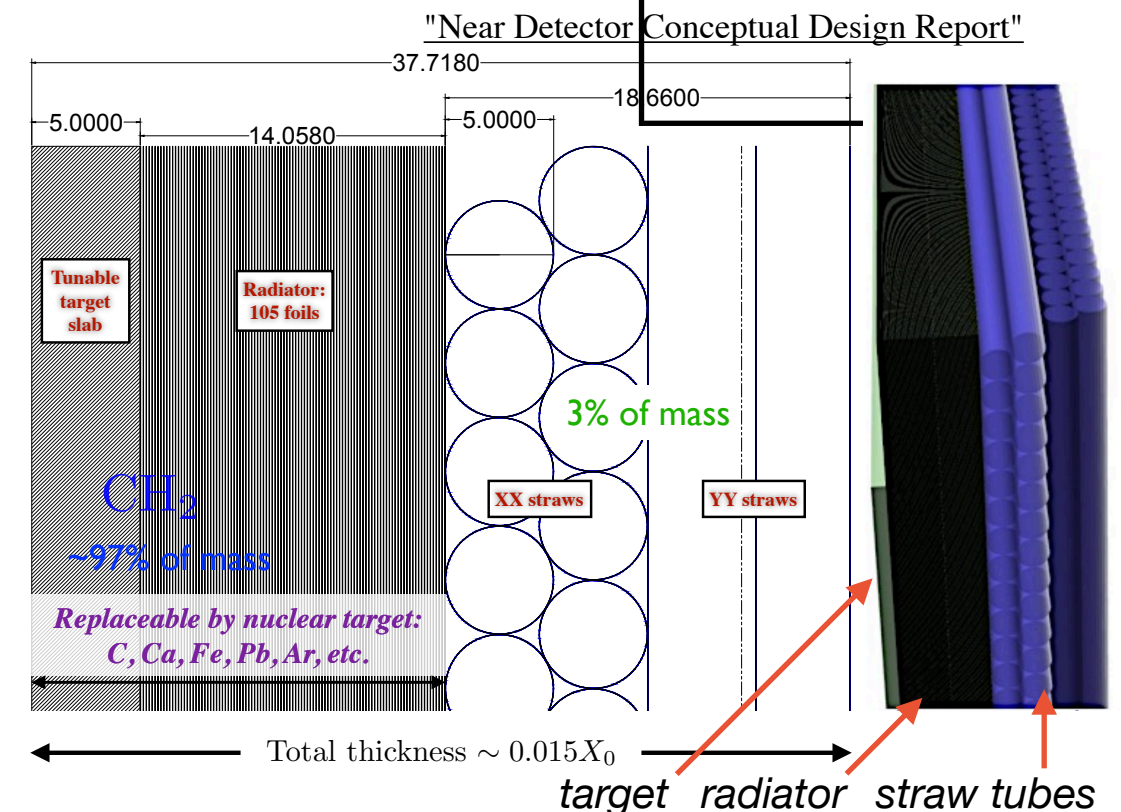 "Near Detector Conceptual Design Report"
37.7180
18.6600
5.0000
14.0580
5.0000
Tunable
target
slab
Radiator:
105 foils
3% of mass
CH₂
~97% of mass
XX straws
YY straws
Replaceable by nuclear target:
C, Ca, Fe, Pb, Ar, etc.
Total thickness ∼ 0.015X₀
target radiator straw tubes